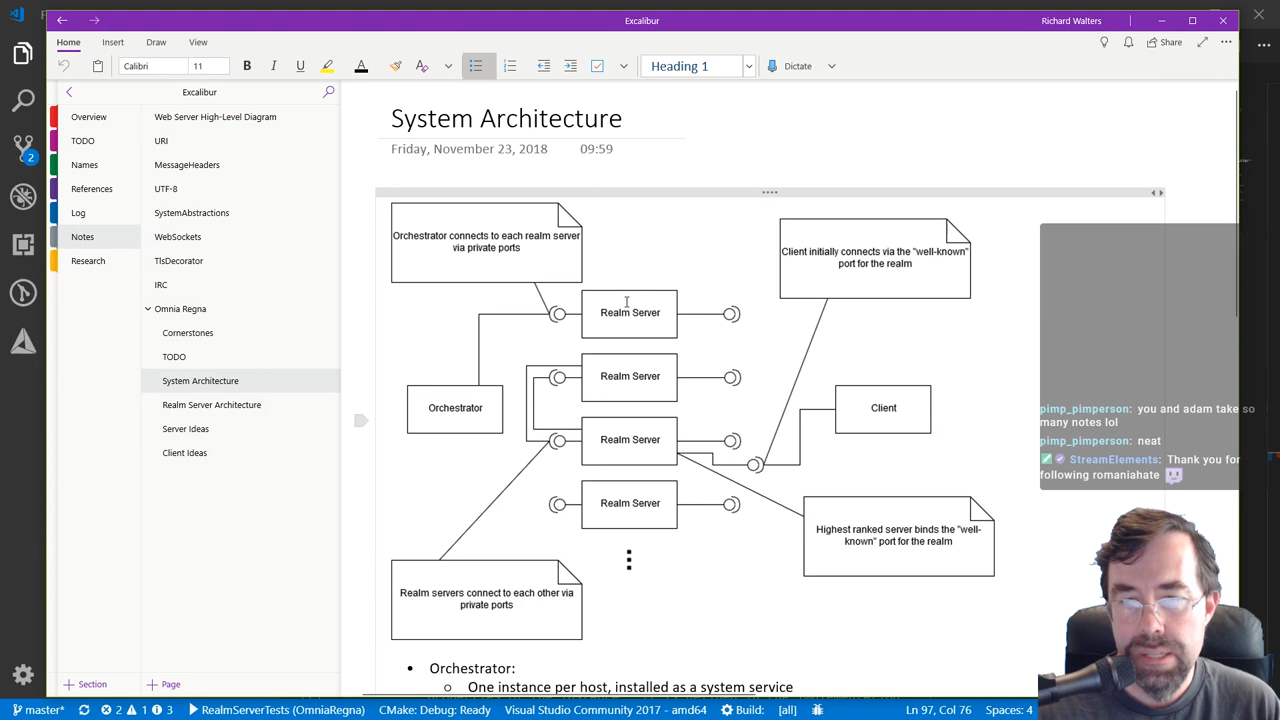 Excalibur
Richard Walters
Home Insert Draw View
Share
Calibri 11 B I U A Heading 1 Dictate
Excalibur
Overview
TODO
Names
References
Log
Notes
Research
Web Server High-Level Diagram
URI
MessageHeaders
UTF-8
SystemAbstractions
WebSockets
TlsDecorator
IRC
Omnia Regna
Cornerstones
TODO
System Architecture
Realm Server Architecture
Server Ideas
Client Ideas
Section Page
System Architecture
Friday, November 23, 2018 09:59
Orchestrator connects to each realm server
via private ports
Client initially connects via the "well-known"
port for the realm
Realm Server
Realm Server
Orchestrator
Client
Realm Server
Realm Server
Highest ranked server binds the "well-
known" port for the realm
Realm servers connect to each other via
private ports
• Orchestrator:
o One instance per host, installed as a system service
pimp_pimperson: you and adam take so
many notes lol
pimp_pimperson: neat
StreamElements: Thank you for
following romaniahate
2
master* 2 1 3 RealmServerTests (OmniaRegna) CMake: Debug: Ready Visual Studio Community 2017 - amd64 Build: [all] Ln 97, Col 76 Spaces: 4